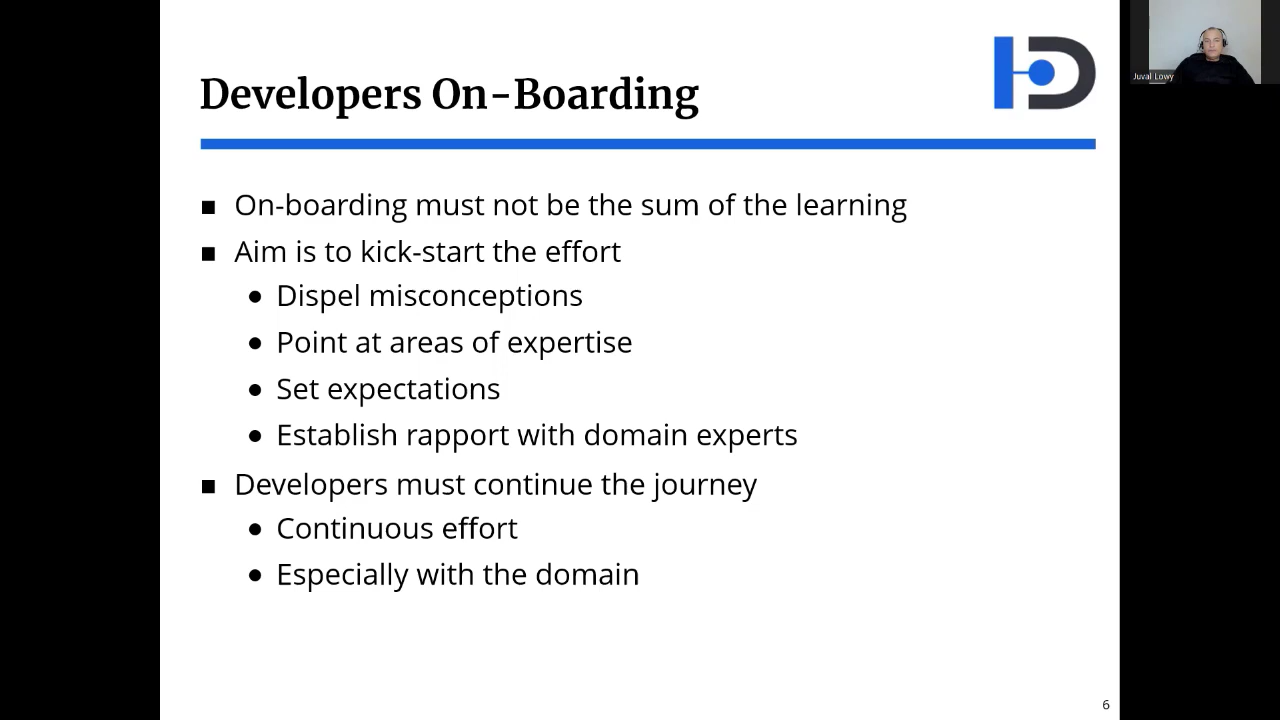 Developers On-Boarding
Juval Lowy
■ On-boarding must not be the sum of the learning
■ Aim is to kick-start the effort
● Dispel misconceptions
● Point at areas of expertise
● Set expectations
● Establish rapport with domain experts
■ Developers must continue the journey
● Continuous effort
● Especially with the domain
6